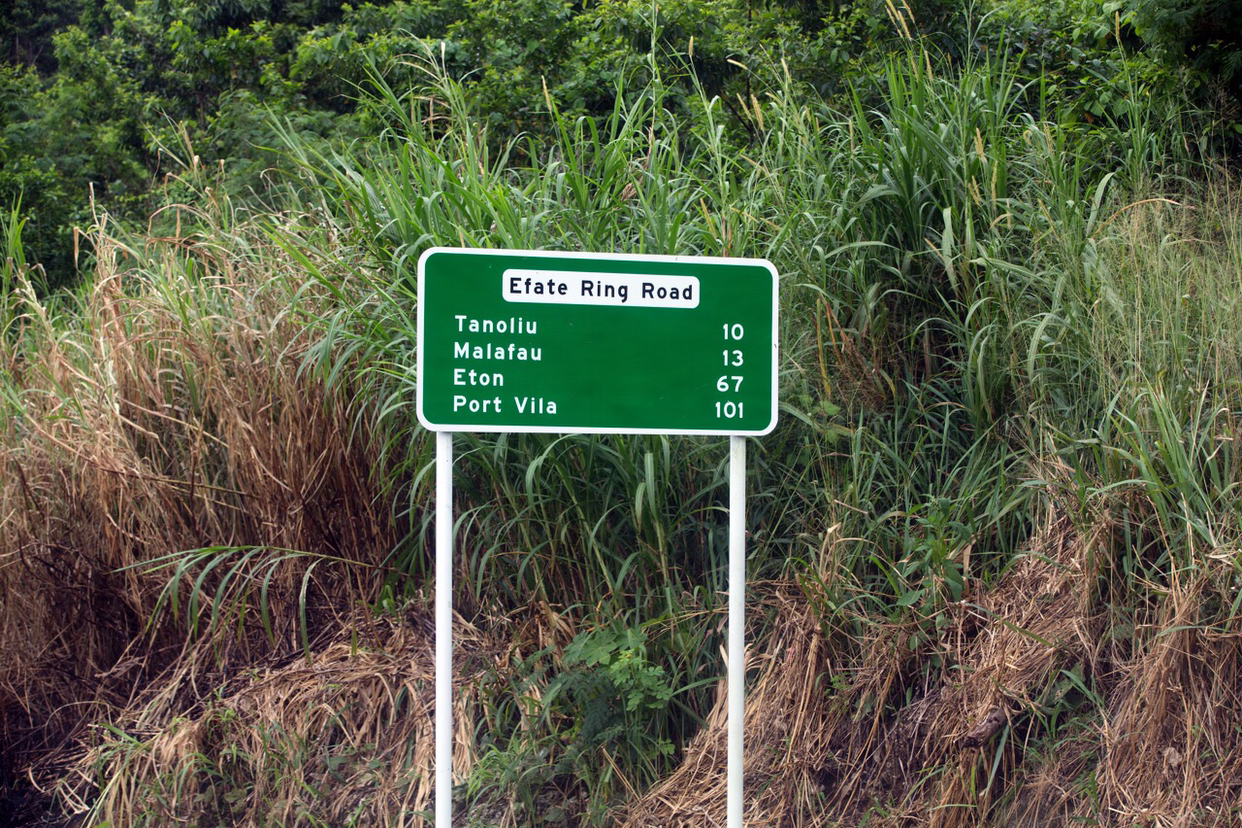 Efate Ring Road
Tanoliu 10
Malafau 13
Eton 67
Port Vila 101